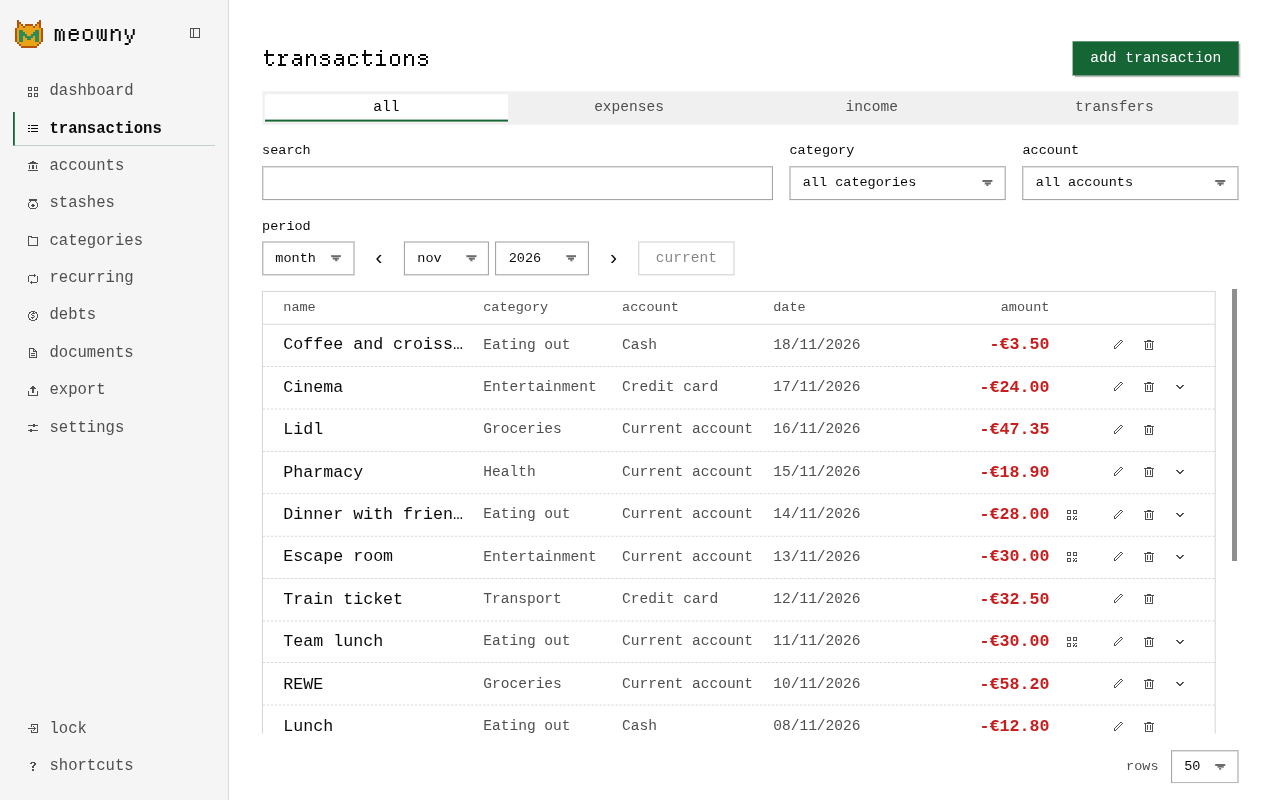 meowny
dashboard
transactions
accounts
stashes
categories
recurring
debts
documents
export
settings
lock
? shortcuts
transactions
add transaction
all expenses income transfers
search category account
all categories all accounts
period
month ‹ nov 2026 › current
name category account date amount
Coffee and croiss… Eating out Cash 18/11/2026 -€3.50
Cinema Entertainment Credit card 17/11/2026 -€24.00
Lidl Groceries Current account 16/11/2026 -€47.35
Pharmacy Health Current account 15/11/2026 -€18.90
Dinner with frien… Eating out Current account 14/11/2026 -€28.00
Escape room Entertainment Current account 13/11/2026 -€30.00
Train ticket Transport Credit card 12/11/2026 -€32.50
Team lunch Eating out Current account 11/11/2026 -€30.00
REWE Groceries Current account 10/11/2026 -€58.20
Lunch Eating out Cash 08/11/2026 -€12.80
rows 50